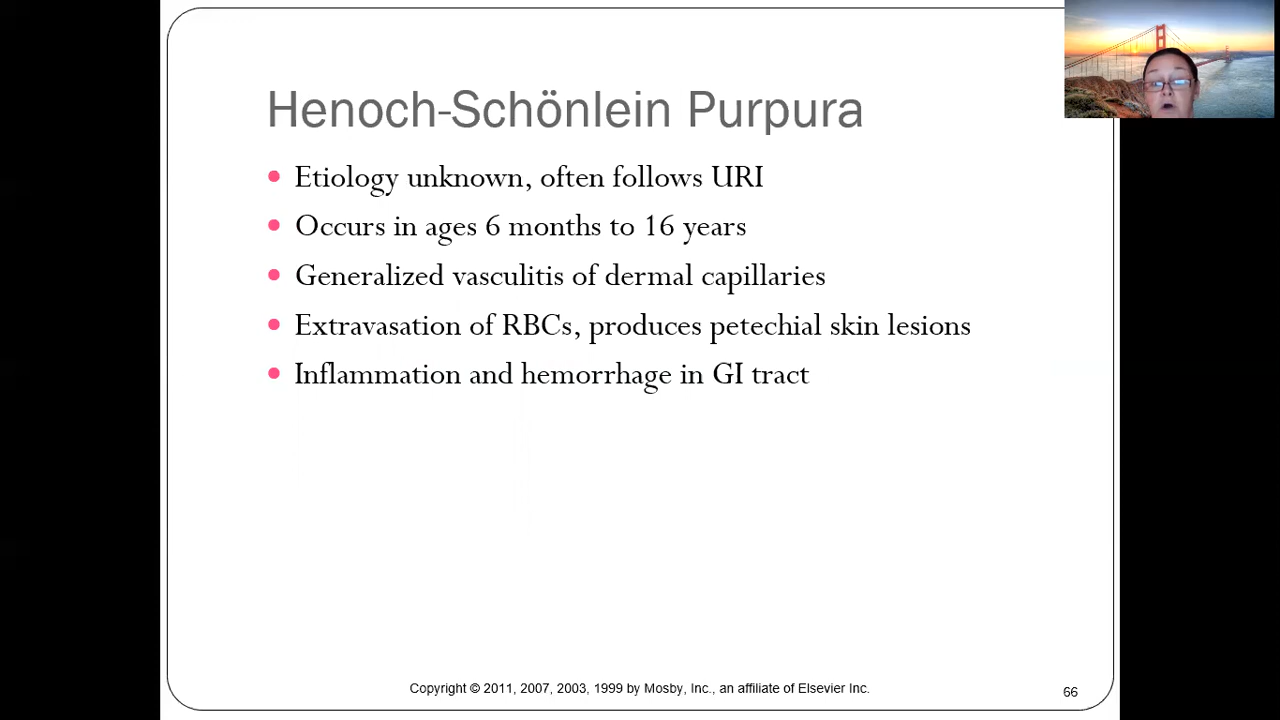 Henoch-Schönlein Purpura
• Etiology unknown, often follows URI
• Occurs in ages 6 months to 16 years
• Generalized vasculitis of dermal capillaries
• Extravasation of RBCs, produces petechial skin lesions
• Inflammation and hemorrhage in GI tract
Copyright © 2011, 2007, 2003, 1999 by Mosby, Inc., an affiliate of Elsevier Inc.
66